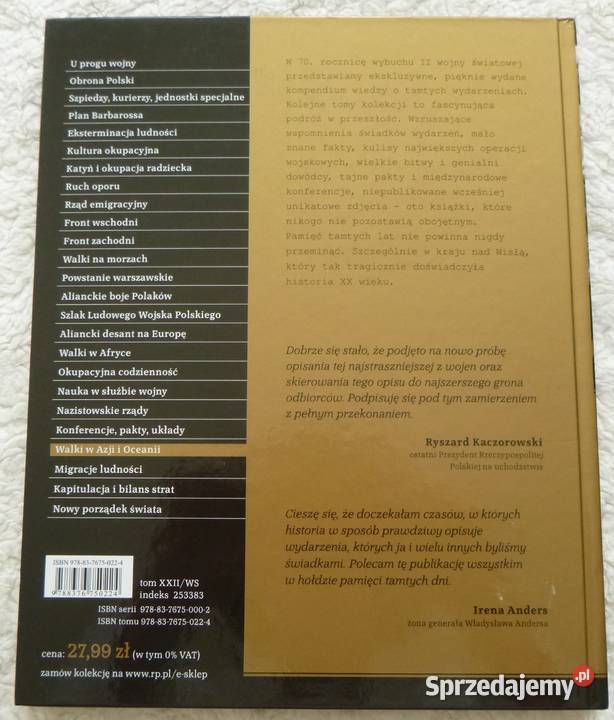 U progu wojny
Obrona Polski
Szpiedzy, kurierzy, jednostki specjalne
Plan Barbarossa
Eksterminacja ludności
Kultura okupacyjna
Katyń i okupacja radziecka
Ruch oporu
Rząd emigracyjny
Front wschodni
Front zachodni
Walki na morzach
Powstanie warszawskie
Alianckie boje Polaków
Szlak Ludowego Wojska Polskiego
Aliancki desant na Europę
Walki w Afryce
Okupacyjna codzienność
Nauka w służbie wojny
Nazistowskie rządy
Konferencje, pakty, układy
Walki w Azji i Oceanii
Migracje ludności
Kapitulacja i bilans strat
Nowy porządek świata
ISBN 978-83-7675-022-4
9 788376 750224
tom XXII/WS
indeks 253383
ISBN serii 978-83-7675-000-2
ISBN tomu 978-83-7675-022-4
cena: 27,99 zł (w tym 0% VAT)
zamów kolekcję na www.rp.pl/e-sklep
W 70. rocznicę wybuchu II wojny światowej
przedstawiamy ekskluzywne, pięknie wydane
kompendium wiedzy o tamtych wydarzeniach.
Kolejne tomy kolekcji to fascynująca
podróż w przeszłość. Wzruszające
wspomnienia świadków wydarzeń, mało
znane fakty, kulisy największych operacji
wojskowych, wielkie bitwy i genialni
dowódcy, tajne pakty i międzynarodowe
konferencje, niepublikowane wcześniej
unikatowe zdjęcia – oto książki, które
nikogo nie pozostawią obojętnym.
Pamięć tamtych lat nie powinna nigdy
przeminąć. Szczególnie w kraju nad Wisłą,
który tak tragicznie doświadczyła
historia XX wieku.
Dobrze się stało, że podjęto na nowo próbę
opisania tej najstraszniejszej z wojen oraz
skierowania tego opisu do najszerszego grona
odbiorców. Podpisuję się pod tym zamierzeniem
z pełnym przekonaniem.
Ryszard Kaczorowski
ostatni Prezydent Rzeczypospolitej
Polskiej na uchodźstwie
Cieszę się, że doczekałam czasów, w których
historia w sposób prawdziwy opisuje
wydarzenia, których ja i wielu innych byliśmy
świadkami. Polecam tę publikację wszystkim
w hołdzie pamięci tamtych dni.
Irena Anders
żona generała Władysława Andersa
Sprzedajemy.pl